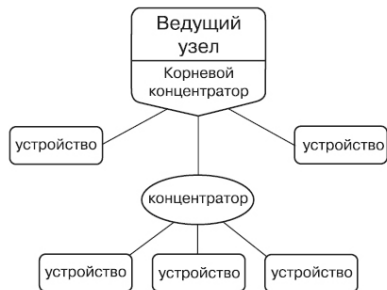 Ведущий
узел
Корневой
концентратор
устройство
устройство
концентратор
устройство
устройство
устройство